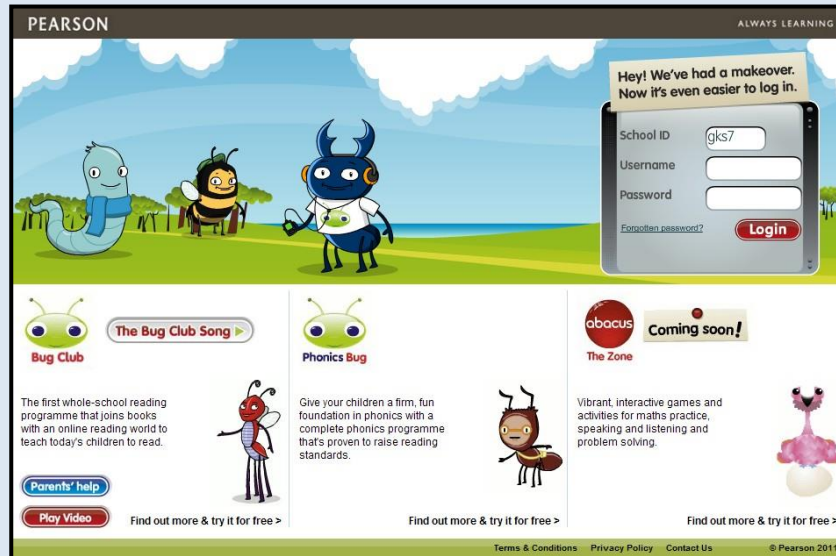 PEARSON
ALWAYS LEARNING
Hey! We've had a makeover.
Now it's even easier to log in.
School ID
gks7
Username
Password
Forgotten password?
Login
Bug Club
The Bug Club Song
The first whole-school reading
programme that joins books
with an online reading world to
teach today's children to read.
Parents' help
Play Video
Find out more & try it for free >
Phonics Bug
Give your children a firm, fun
foundation in phonics with a
complete phonics programme
that's proven to raise reading
standards.
Find out more & try it for free >
abacus
The Zone
Coming soon!
Vibrant, interactive games and
activities for maths practice,
speaking and listening and
problem solving.
Find out more & try it for free >
Terms & Conditions Privacy Policy Contact Us © Pearson 2011